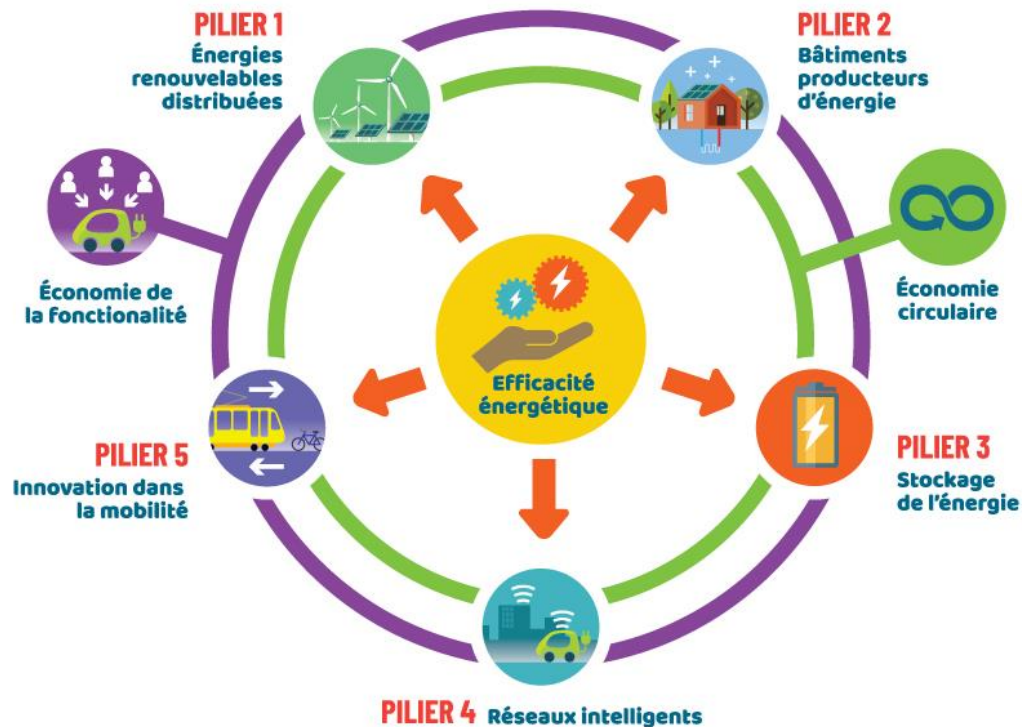 PILIER 1
Énergies
renouvelables
distribuées
PILIER 2
Bâtiments
producteurs
d'énergie
Économie de
la fonctionalité
Économie
circulaire
Efficacité
énergétique
PILIER 5
Innovation dans
la mobilité
PILIER 3
Stockage
de l'énergie
PILIER 4 Réseaux intelligents